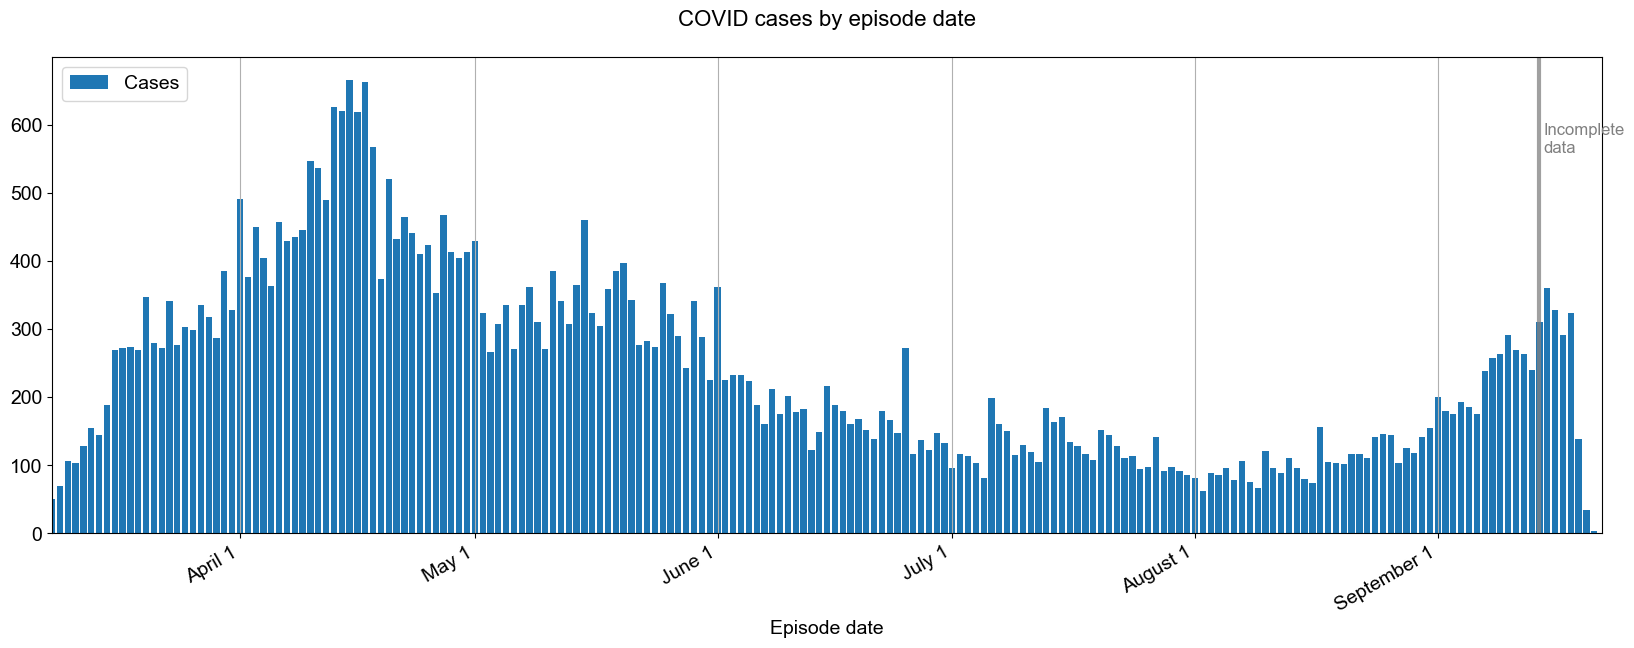 COVID cases by episode date
Cases
600
500
400
300
200
100
0
Incomplete
data
April 1
May 1
June 1
July 1
August 1
September 1
Episode date